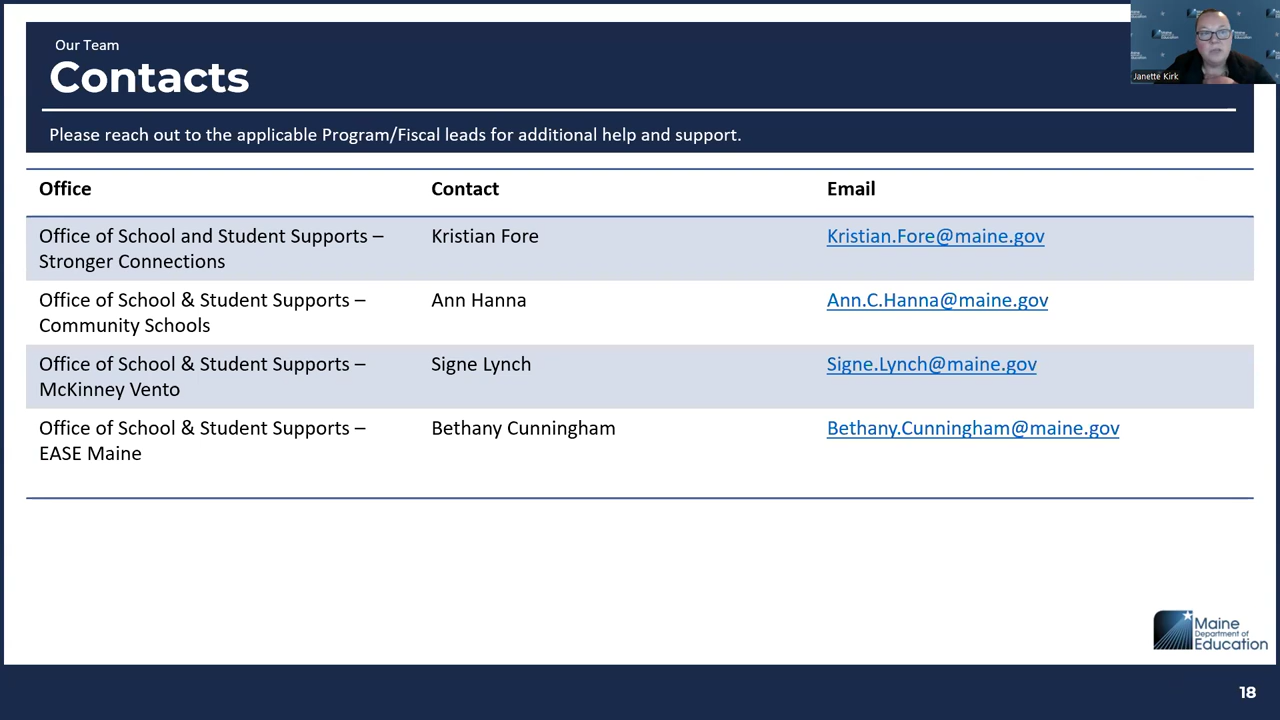 Our Team
Contacts
Please reach out to the applicable Program/Fiscal leads for additional help and support.
Janette Kirk
Office Contact Email
Office of School and Student Supports –
Stronger Connections
Kristian Fore
Kristian.Fore@maine.gov
Office of School & Student Supports –
Community Schools
Ann Hanna
Ann.C.Hanna@maine.gov
Office of School & Student Supports –
McKinney Vento
Signe Lynch
Signe.Lynch@maine.gov
Office of School & Student Supports –
EASE Maine
Bethany Cunningham
Bethany.Cunningham@maine.gov
Maine
Department of
Education
18